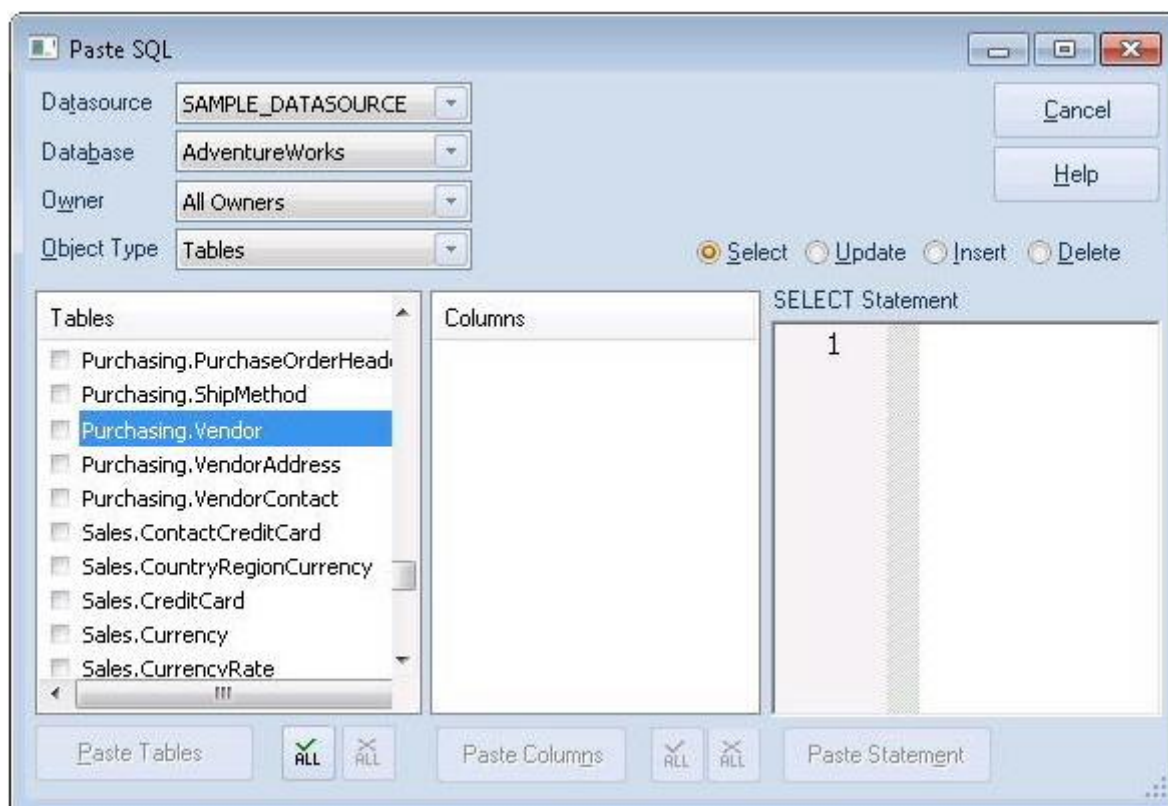 Paste SQL
Datasource SAMPLE_DATASOURCE
Cancel
Database AdventureWorks
Help
Owner All Owners
Object Type Tables
Select Update Insert Delete
Tables
Columns
SELECT Statement
1
Purchasing.PurchaseOrderHeade
Purchasing.ShipMethod
Purchasing.Vendor
Purchasing.VendorAddress
Purchasing.VendorContact
Sales.ContactCreditCard
Sales.CountryRegionCurrency
Sales.CreditCard
Sales.Currency
Sales.CurrencyRate
Paste Tables ALL ALL Paste Columns ALL ALL Paste Statement